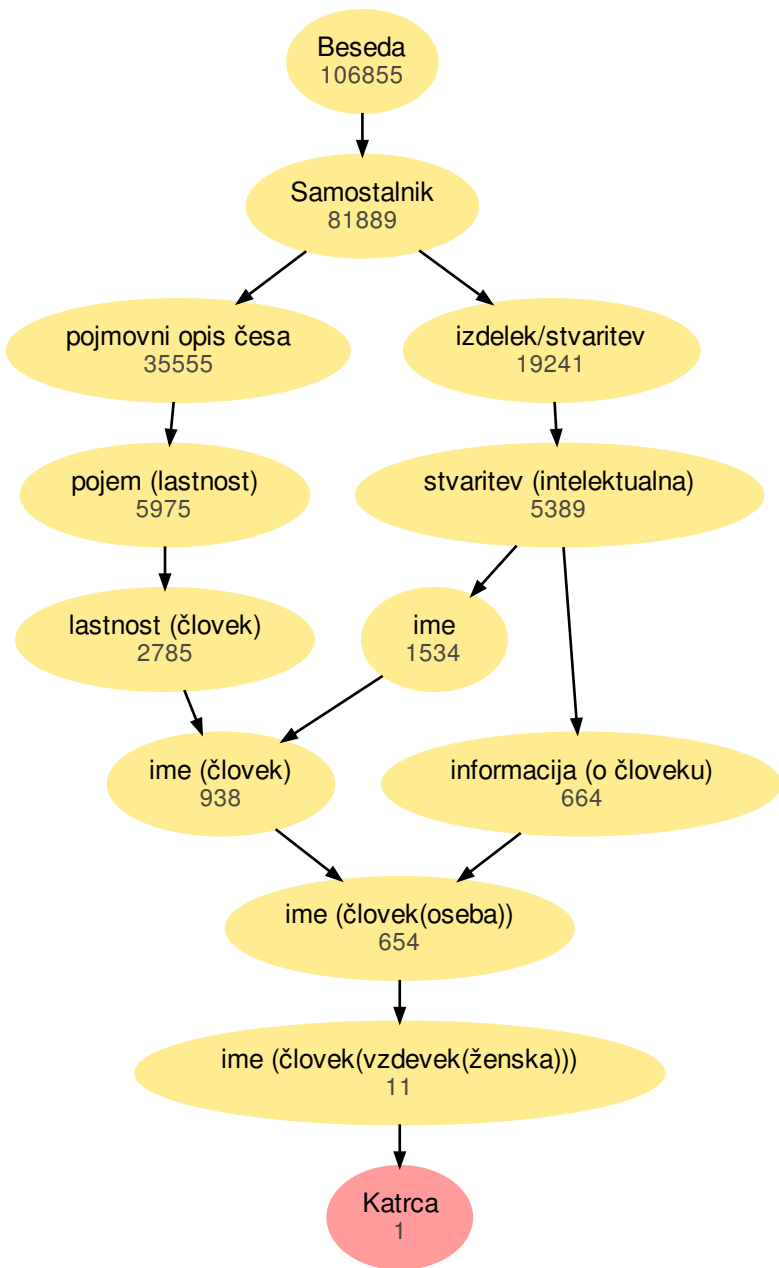 Beseda
106855
Samostalnik
81889
pojmovni opis česa
35555
izdelek/stvaritev
19241
pojem (lastnost)
5975
stvaritev (intelektualna)
5389
lastnost (človek)
2785
ime
1534
ime (človek)
938
informacija (o človeku)
664
ime (človek(oseba))
654
ime (človek(vzdevek(ženska)))
11
Katrca
1